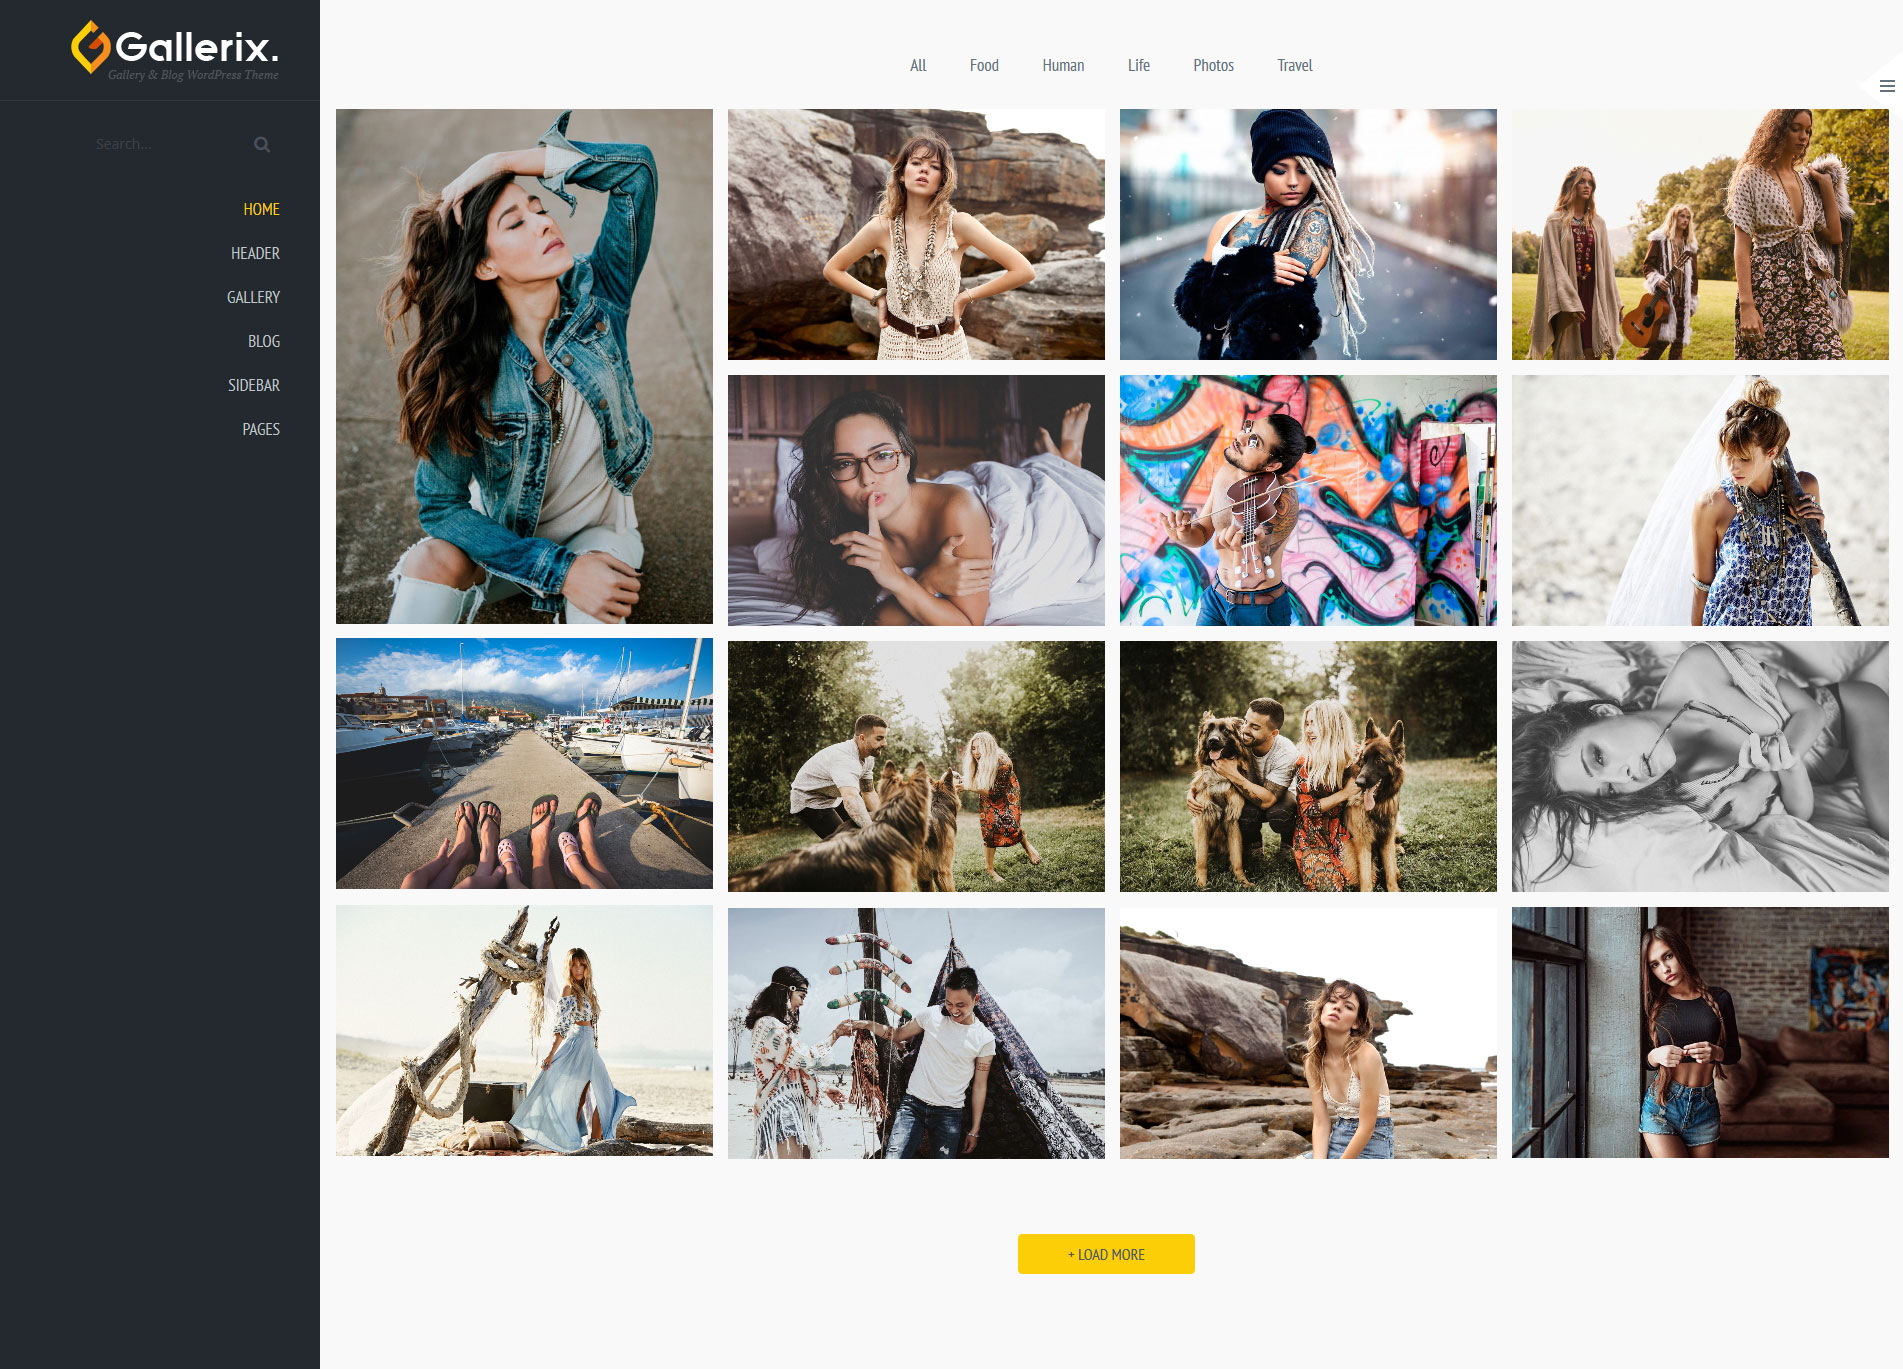 Gallerix.
Gallery & Blog WordPress Theme
Search...
HOME
HEADER
GALLERY
BLOG
SIDEBAR
PAGES
All Food Human Life Photos Travel
+ LOAD MORE